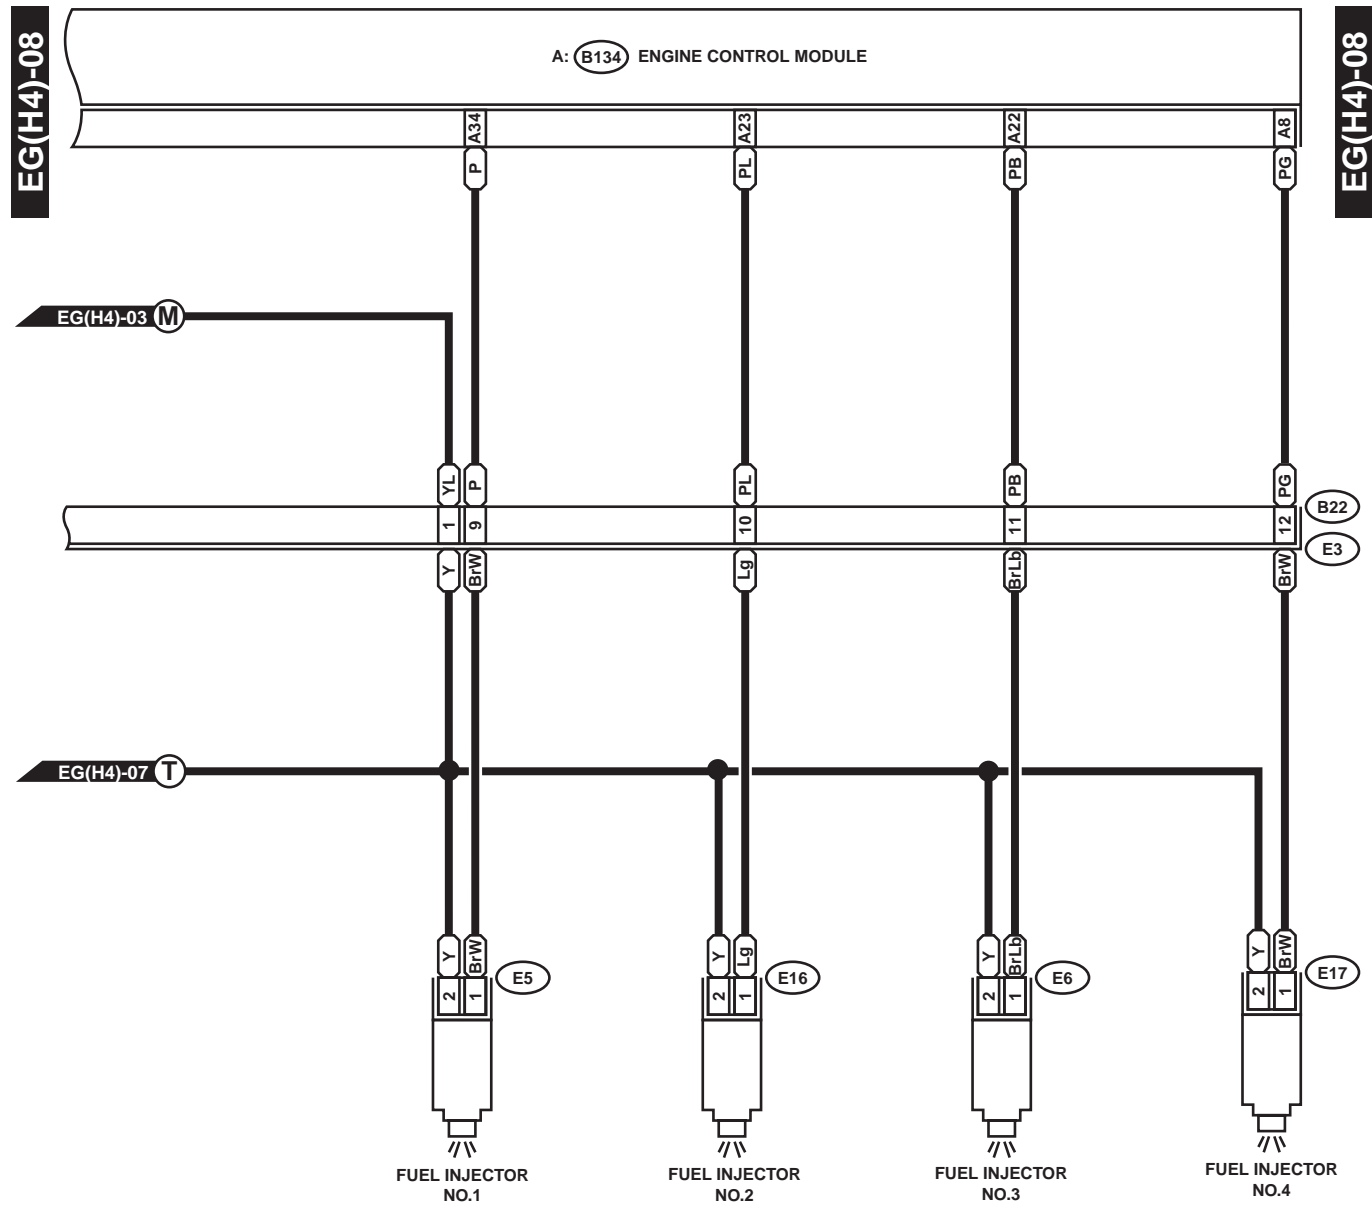 EG(H4)-08
EG(H4)-08
A: B134 ENGINE CONTROL MODULE
A34 A23 A22 A8
P PL PB PG
EG(H4)-03 M
YL P PL PB PG
1 9 10 11 12 B22
E3
Y BrW Lg BrLb BrW
EG(H4)-07 T
Y BrW Y Lg Y BrLb Y BrW
2 1 E5 2 1 E16 2 1 E6 2 1 E17
FUEL INJECTOR
NO.1
FUEL INJECTOR
NO.2
FUEL INJECTOR
NO.3
FUEL INJECTOR
NO.4